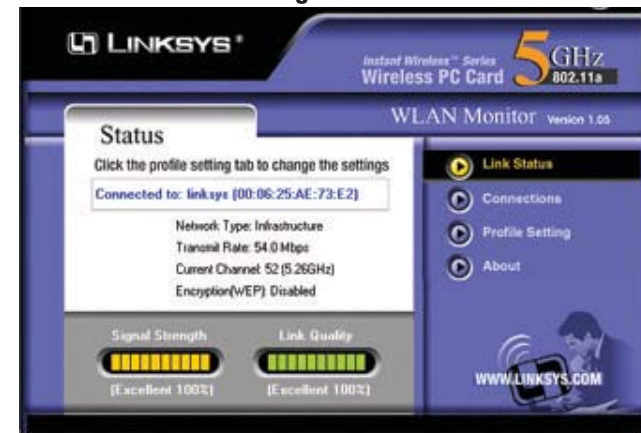 LINKSYS®
Instant Wireless™ Series
Wireless PC Card
5 GHz
802.11a
WLAN Monitor Version 1.05
Status
Click the profile setting tab to change the settings
Connected to: linksys (00:06:25:AE:73:E2)
Network Type: Infrastructure
Transmit Rate: 54.0 Mbps
Current Channel: 52 (5.26GHz)
Encryption(WEP): Disabled
Signal Strength
Link Quality
(Excellent 100%)
(Excellent 100%)
Link Status
Connections
Profile Setting
About
WWW.LINKSYS.COM